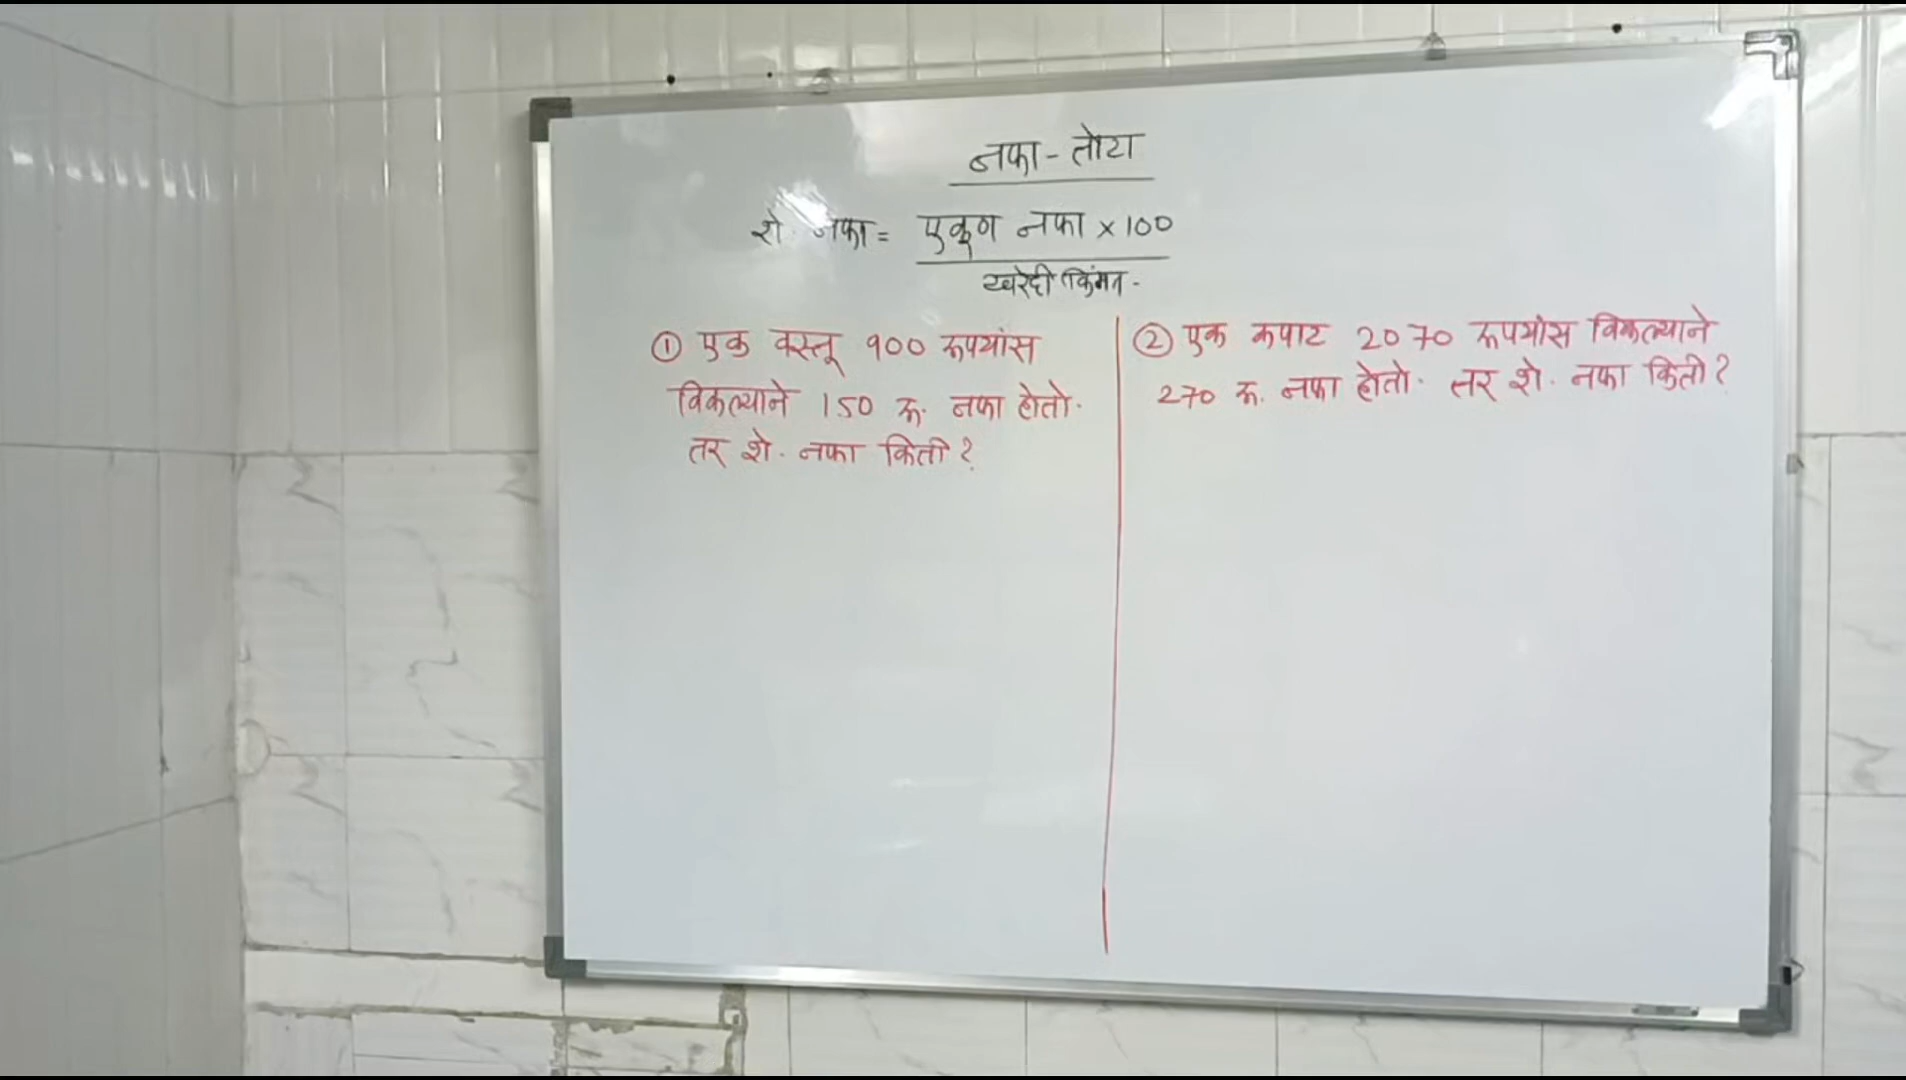 नफा - तोटा
शे. नफा = एकूण नफा × 100
खरेदी किंमत.
① एक वस्तू 900 रूपयांस
विकल्याने 150 रू. नफा होतो.
तर शे. नफा किती?
② एक कपाट 2070 रूपयांस विकल्याने
270 रू. नफा होतो. तर शे. नफा किती?